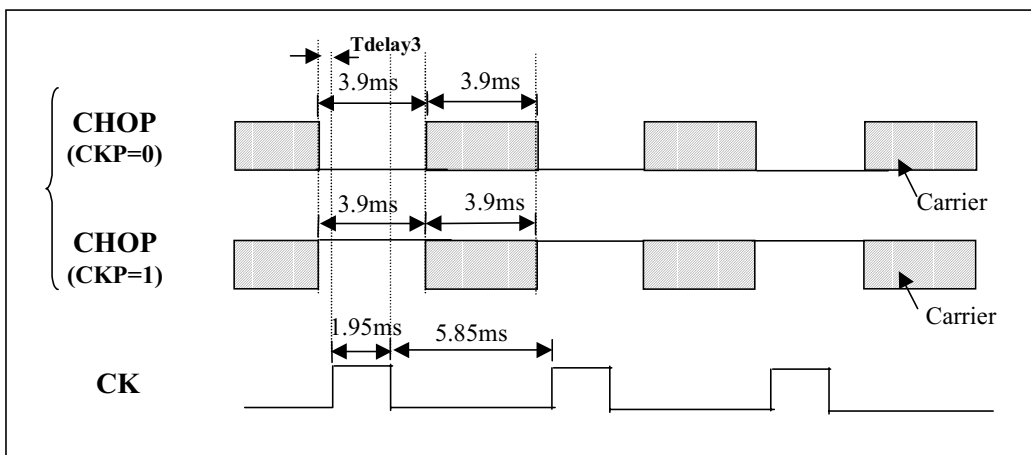 Tdelay3
3.9ms 3.9ms
CHOP
(CKP=0)
Carrier
3.9ms 3.9ms
CHOP
(CKP=1)
Carrier
1.95ms 5.85ms
CK